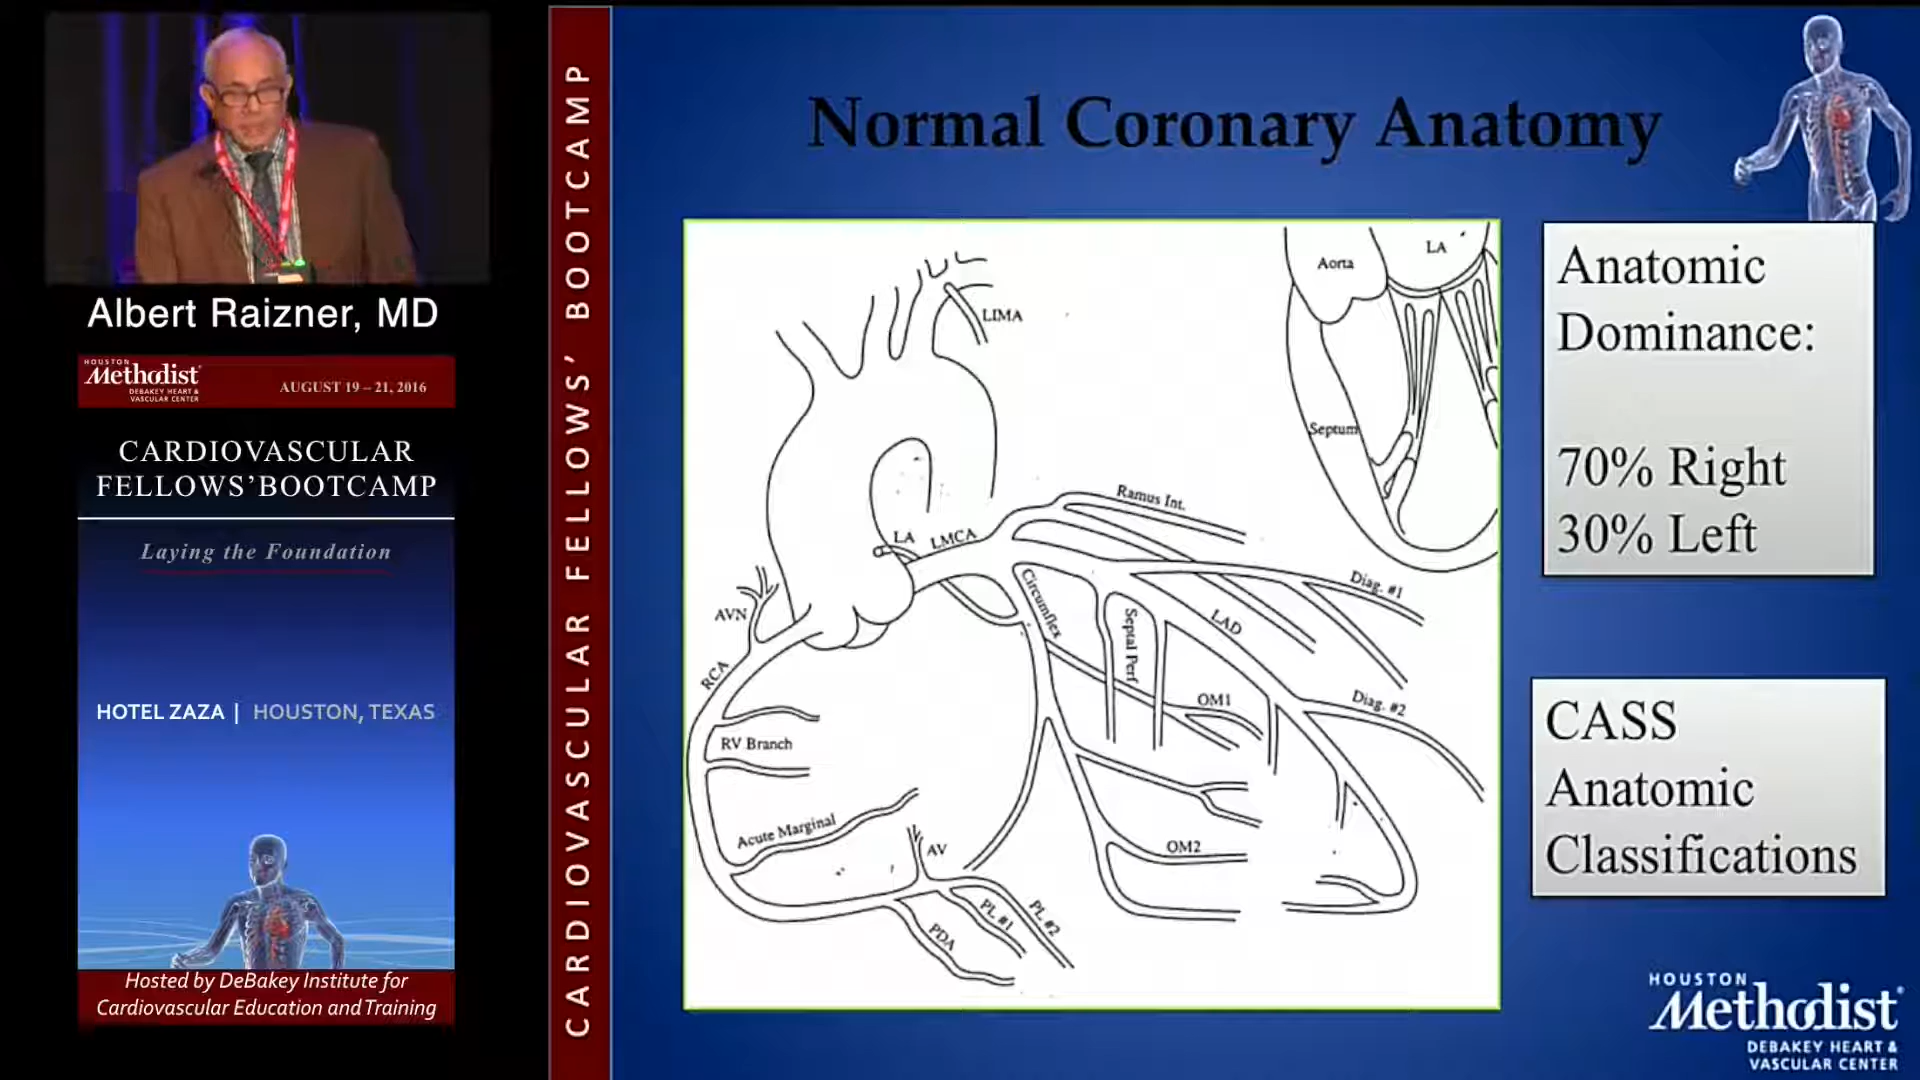 Albert Raizner, MD
HOUSTON
Methodist
DEBAKEY HEART &
VASCULAR CENTER
AUGUST 19 – 21, 2016
CARDIOVASCULAR
FELLOWS’BOOTCAMP
Laying the Foundation
HOTEL ZAZA | HOUSTON, TEXAS
Hosted by DeBakey Institute for
Cardiovascular Education and Training
CARDIOVASCULAR FELLOWS’ BOOTCAMP
Normal Coronary Anatomy
LIMA
Aorta
LA
Septum
Ramus Int.
LA
LMCA
Diag. #1
Circumflex
AVN
Septal Perf
LAD
RCA
OM1
Diag. #2
RV Branch
Acute Marginal
AV
OM2
PL #1
PL #2
PDA
Anatomic
Dominance:
70% Right
30% Left
CASS
Anatomic
Classifications
HOUSTON
Methodist
DEBAKEY HEART &
VASCULAR CENTER